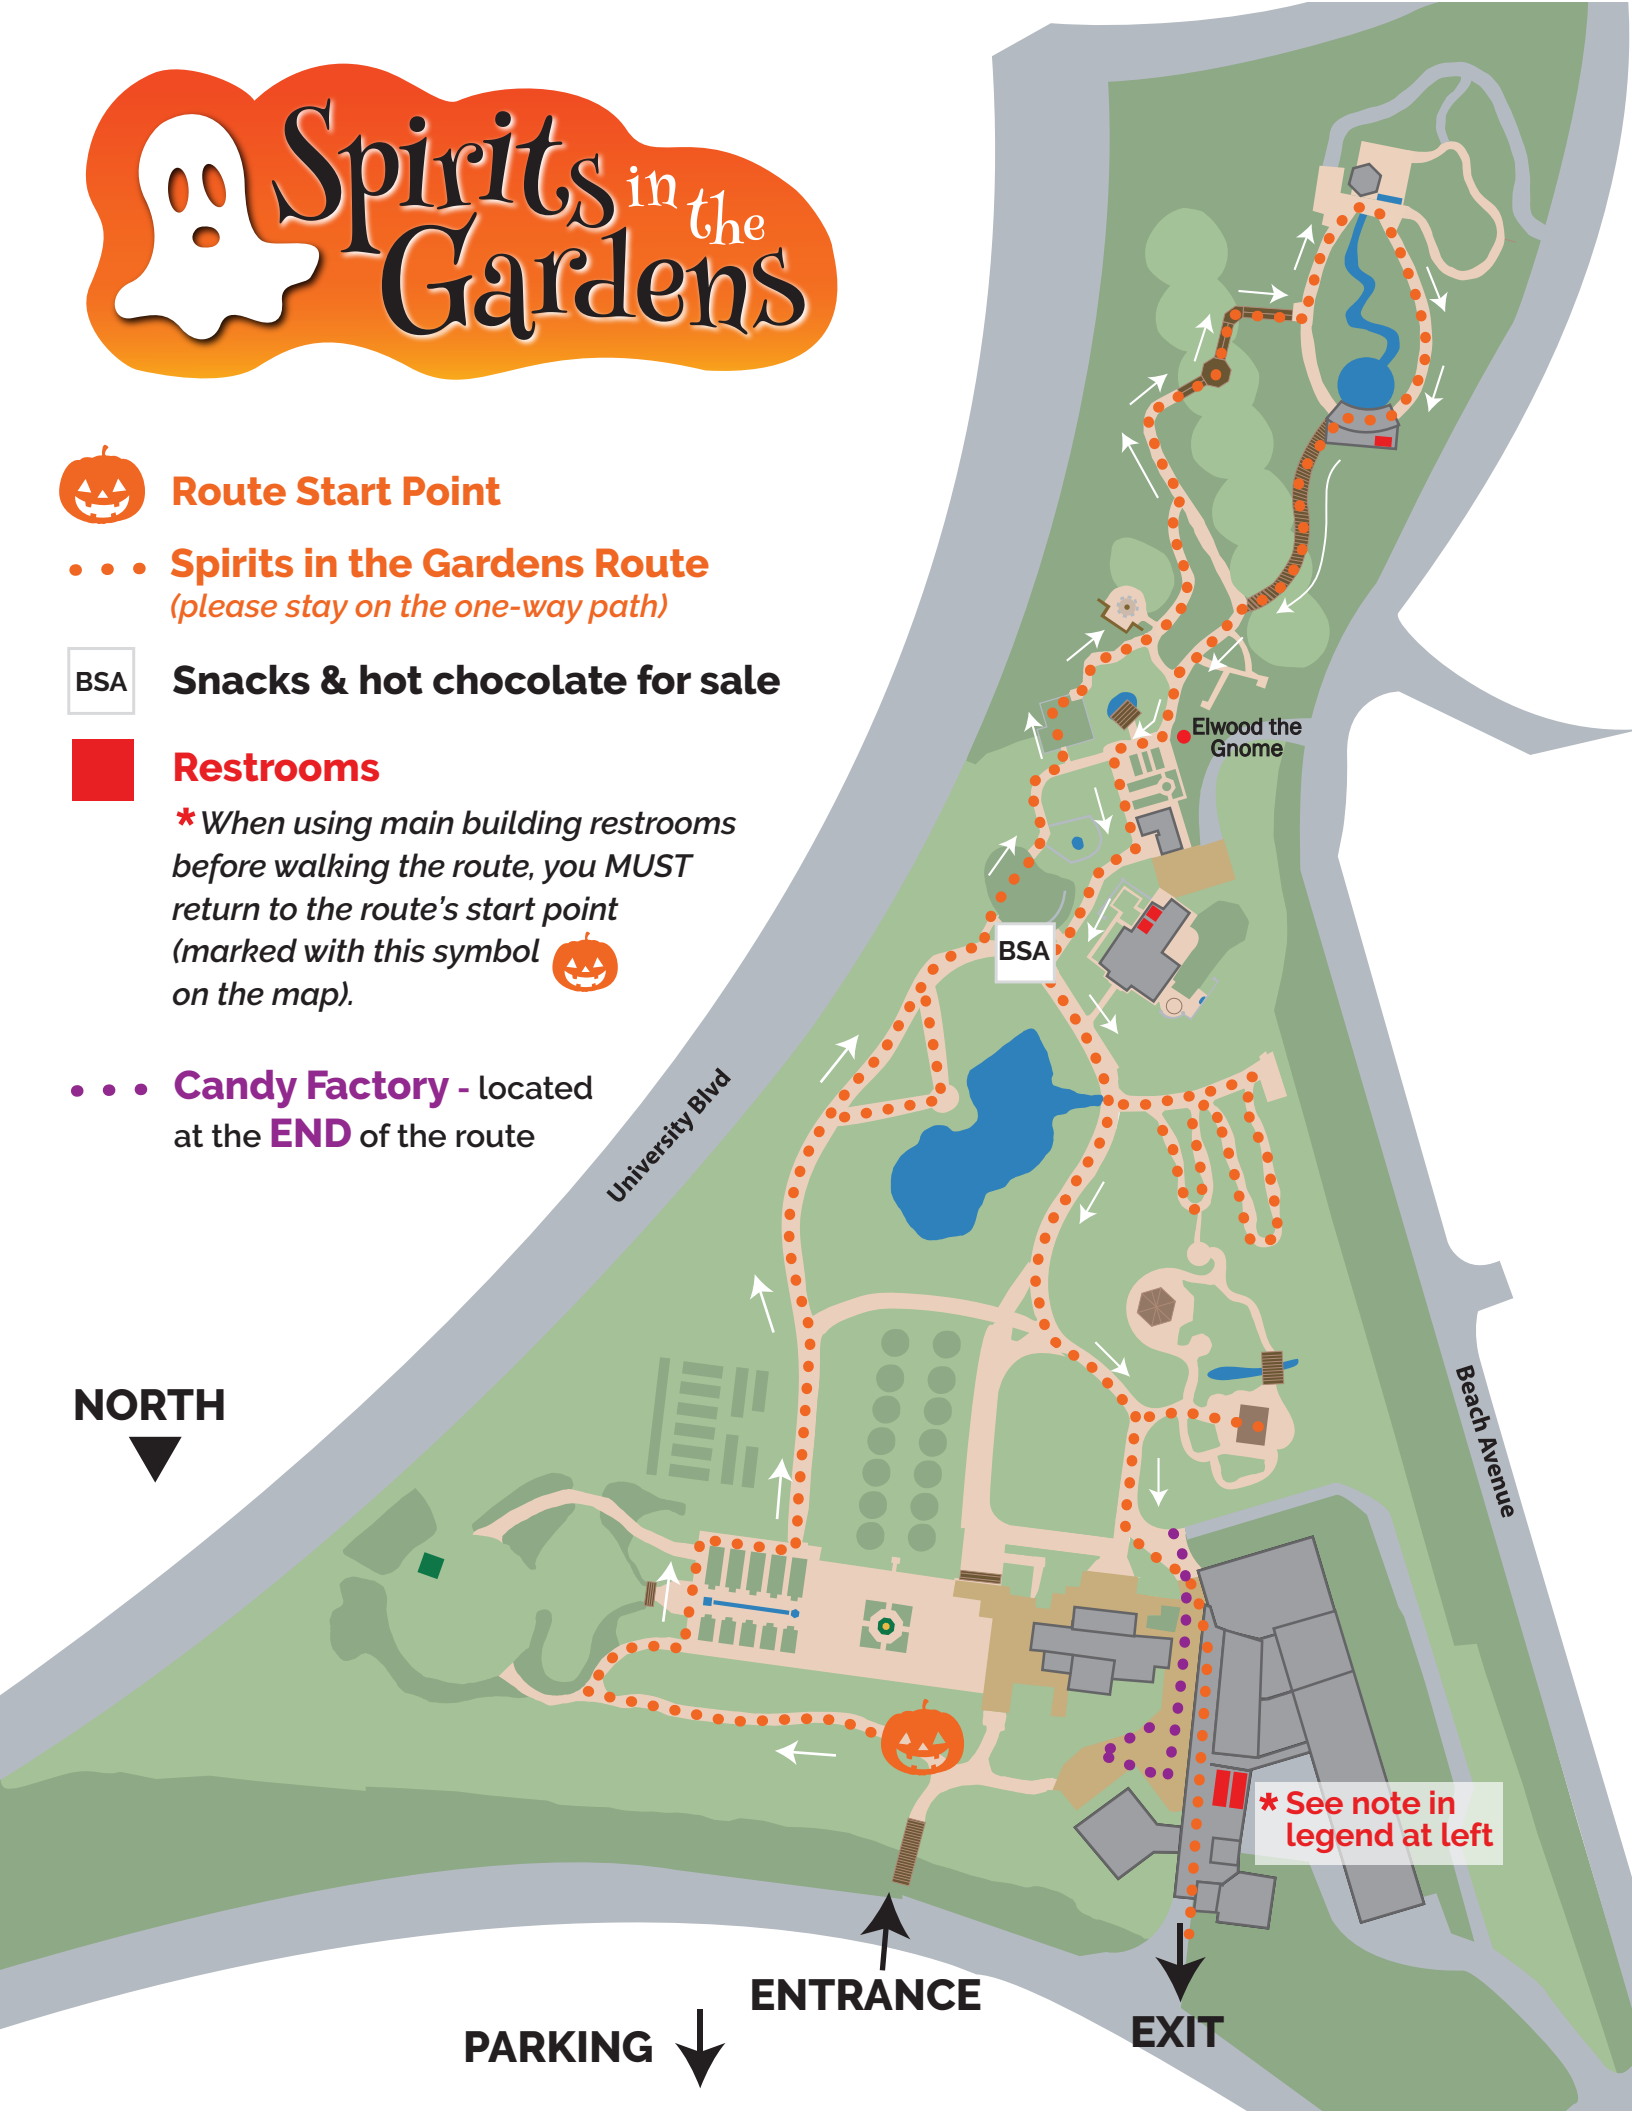 Spirits in the
Gardens
Route Start Point
Spirits in the Gardens Route
(please stay on the one-way path)
BSA
Snacks & hot chocolate for sale
Restrooms
*When using main building restrooms
before walking the route, you MUST
return to the route's start point
(marked with this symbol
on the map).
Candy Factory - located
at the END of the route
NORTH
University Blvd
Elwood the
Gnome
BSA
Beach Avenue
* See note in
legend at left
ENTRANCE
PARKING
EXIT